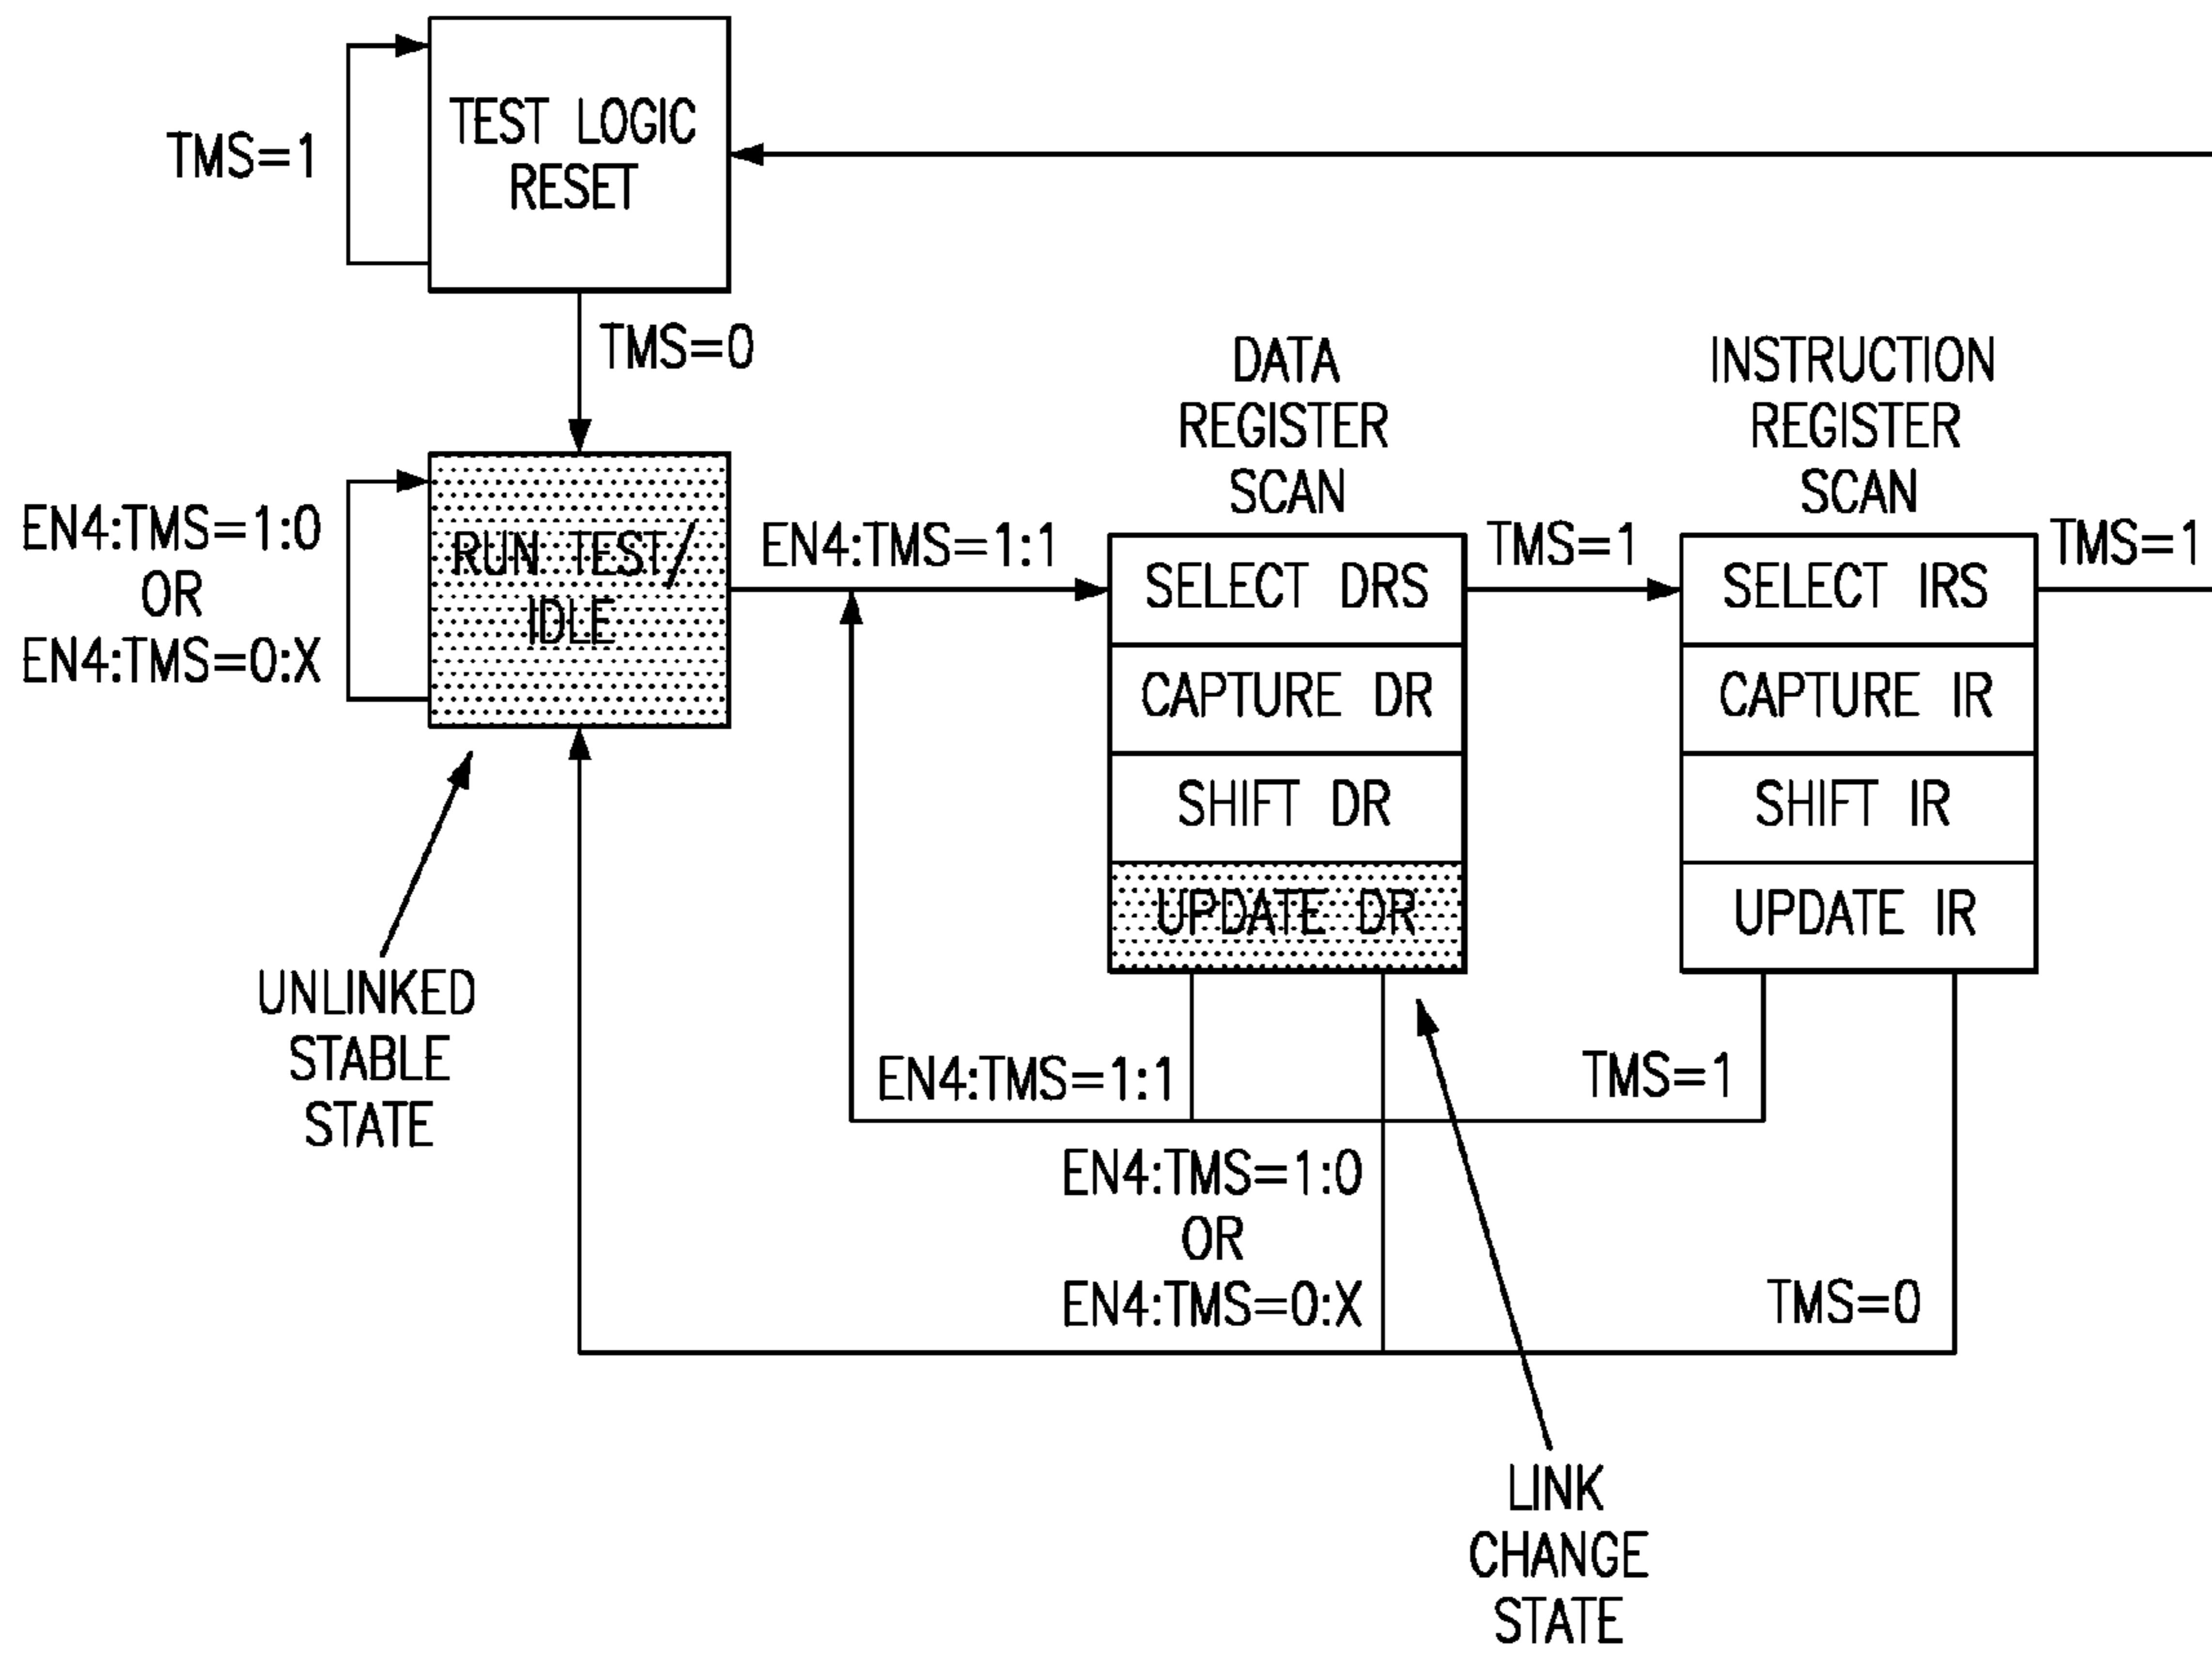 TEST LOGIC
RESET
TMS=1
TMS=0
EN4:TMS=1:0
OR
EN4:TMS=0:X
RUN TEST/
IDLE
EN4:TMS=1:1
DATA
REGISTER
SCAN
SELECT DRS
CAPTURE DR
SHIFT DR
UPDATE DR
TMS=1
INSTRUCTION
REGISTER
SCAN
SELECT IRS
CAPTURE IR
SHIFT IR
UPDATE IR
TMS=1
UNLINKED
STABLE
STATE
EN4:TMS=1:1
TMS=1
EN4:TMS=1:0
OR
EN4:TMS=0:X
TMS=0
LINK
CHANGE
STATE